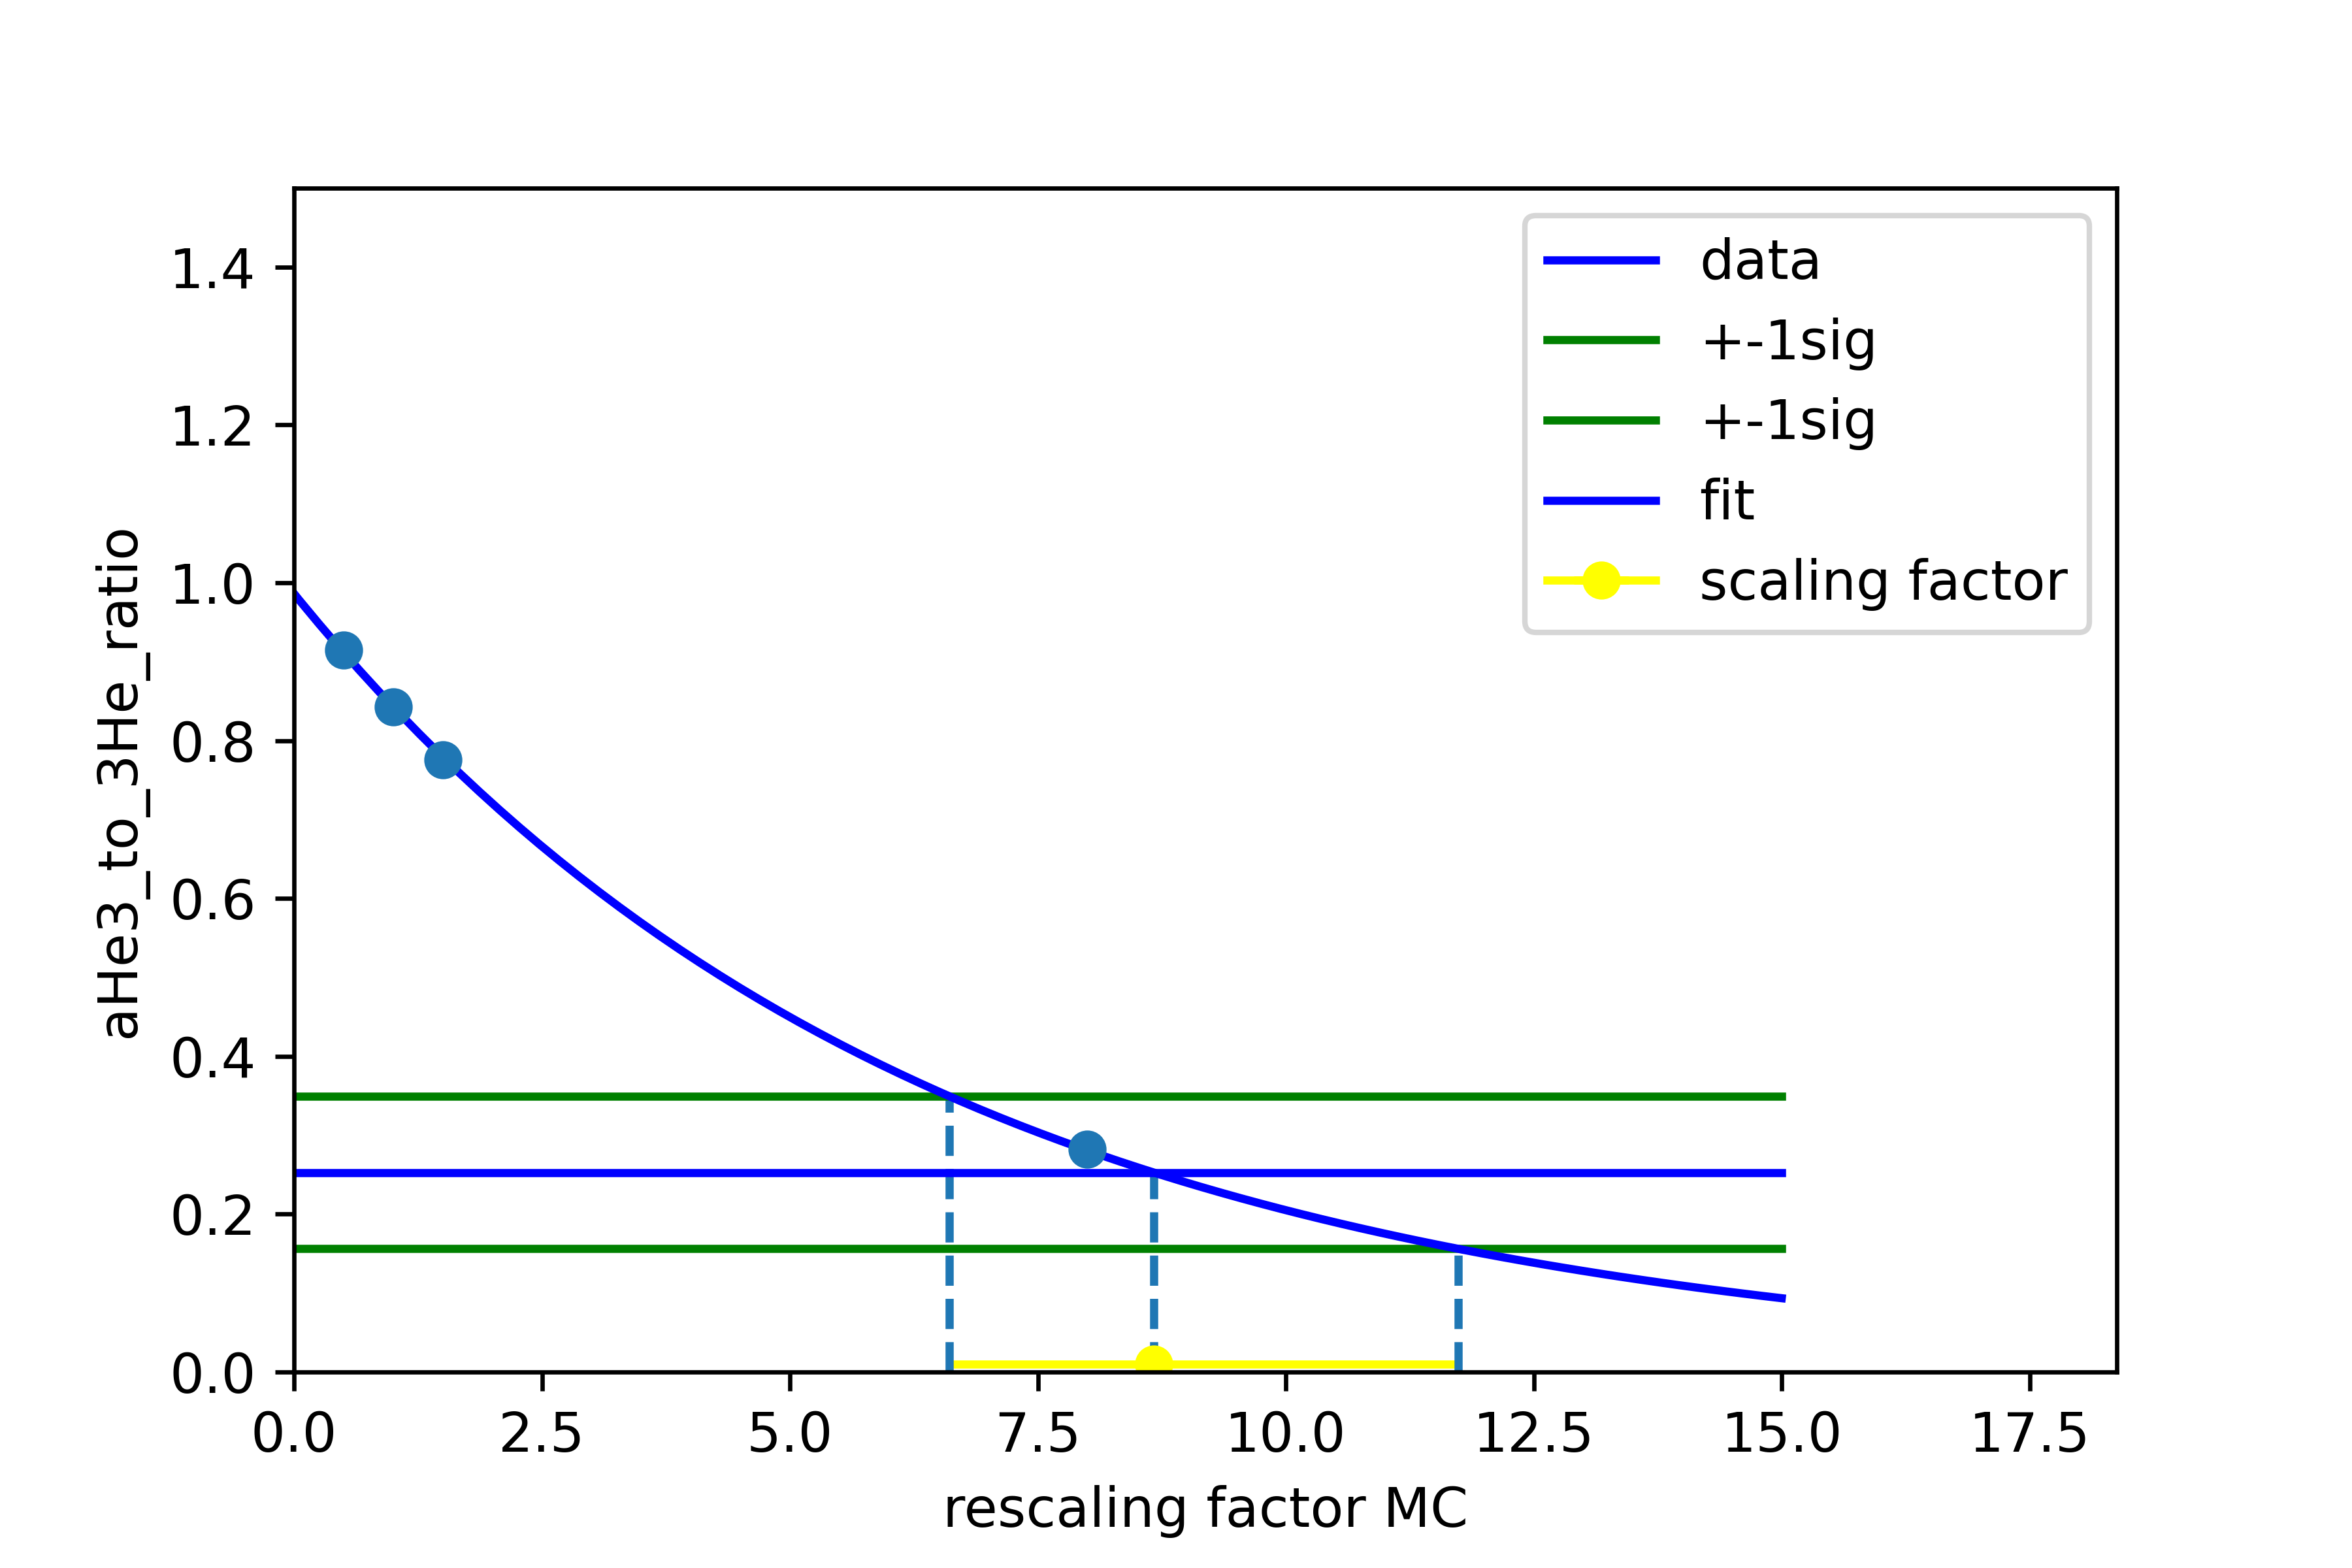 1.4
1.2
1.0
0.8
0.6
0.4
0.2
0.0
aHe3_to_3He_ratio
data
+-1sig
+-1sig
fit
scaling factor
0.0 2.5 5.0 7.5 10.0 12.5 15.0 17.5
rescaling factor MC